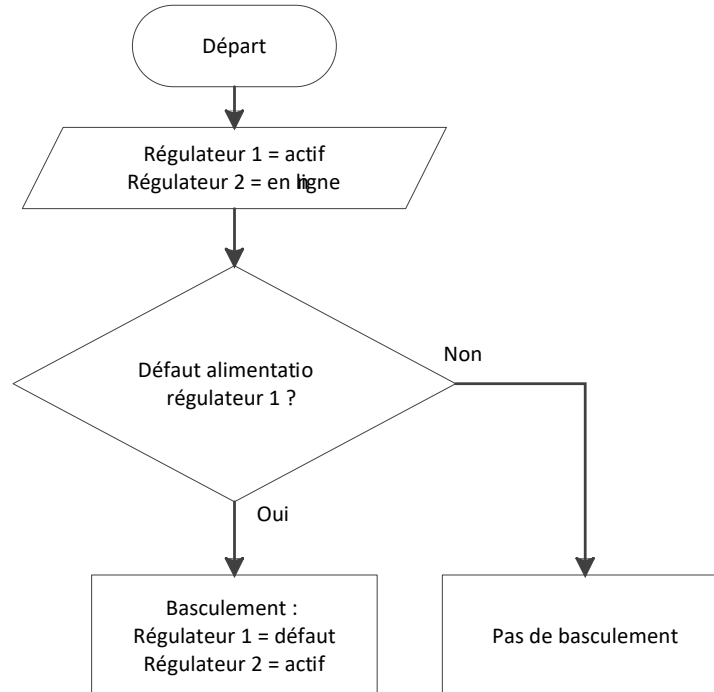 Départ
Régulateur 1 = actif
Régulateur 2 = en ligne
Défaut alimentatio
régulateur 1 ?
Non
Oui
Basculement :
Régulateur 1 = défaut
Régulateur 2 = actif
Pas de basculement